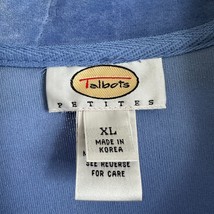 Talbots
PETITES
XL
MADE IN
KOREA
SEE REVERSE
FOR CARE